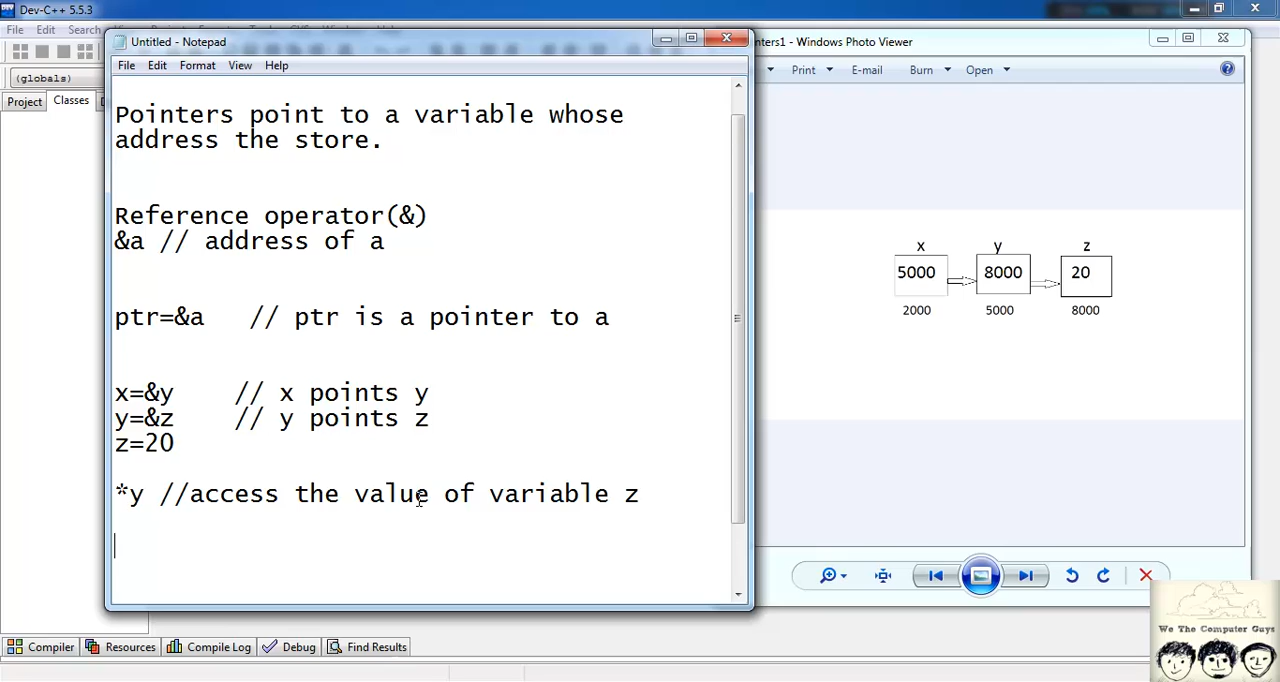 Dev-C++ 5.5.3
File Edit Search
(globals)
Project Classes
Untitled - Notepad
File Edit Format View Help
Pointers point to a variable whose
address the store.
Reference operator(&)
&a // address of a
ptr=&a // ptr is a pointer to a
x=&y // x points y
y=&z // y points z
z=20
*y //access the value of variable z
nters1 - Windows Photo Viewer
Print E-mail Burn Open
x y z
5000 8000 20
2000 5000 8000
Compiler Resources Compile Log Debug Find Results
We The Computer Guys